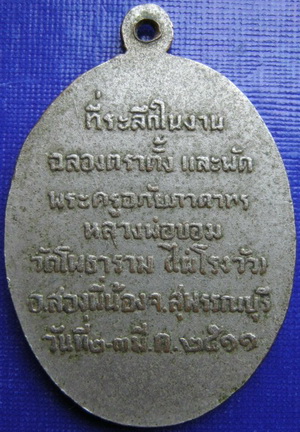 ที่ระลึกในงาน
ฉลองตราตั้ง และพัด
พระครูอภัยภาดาทร
หลวงพ่อขอม
วัดโพธาราม (ไผ่โรงวัว)
อ.สองพี่น้อง จ.สุพรรณบุรี
วันที่ ๒-๓ มี.ค. ๒๕๑๑